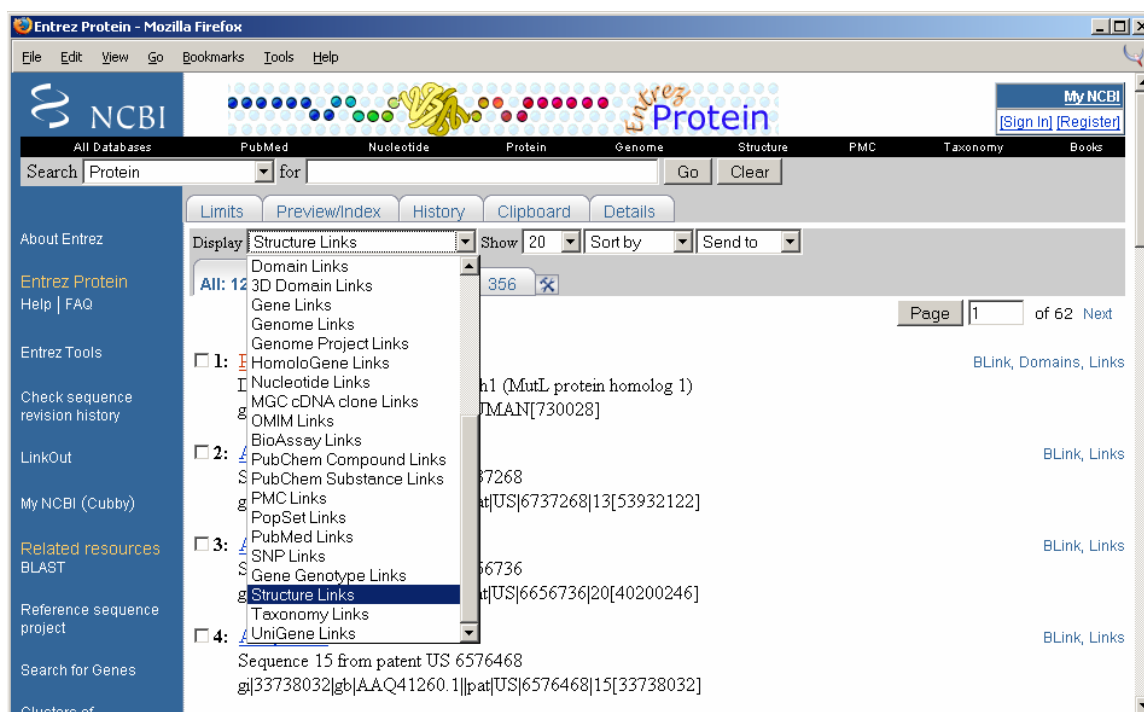 Entrez Protein - Mozilla Firefox
File Edit View Go Bookmarks Tools Help
NCBI
Entrez Protein
My NCBI
[Sign In] [Register]
All Databases PubMed Nucleotide Protein Genome Structure PMC Taxonomy Books
Search Protein for Go Clear
Limits Preview/Index History Clipboard Details
About Entrez
Display Structure Links Show 20 Sort by Send to
Domain Links
3D Domain Links
Gene Links
Genome Links
Genome Project Links
HomoloGene Links
Nucleotide Links
MGC cDNA clone Links
OMIM Links
BioAssay Links
PubChem Compound Links
PubChem Substance Links
PMC Links
PopSet Links
PubMed Links
SNP Links
Gene Genotype Links
Structure Links
Taxonomy Links
UniGene Links
All: 12 356
Page 1 of 62 Next
Entrez Protein
Help | FAQ
Entrez Tools
Check sequence
revision history
LinkOut
My NCBI (Cubby)
Related resources
BLAST
Reference sequence
project
Search for Genes
Clusters of
1: BLink, Domains, Links
h1 (MutL protein homolog 1)
UMAN[730028]
2: BLink, Links
37268
at|US|6737268|13[53932122]
3: BLink, Links
56736
at|US|6656736|20[40200246]
4: BLink, Links
Sequence 15 from patent US 6576468
gi|33738032|gb|AAQ41260.1||pat|US|6576468|15[33738032]